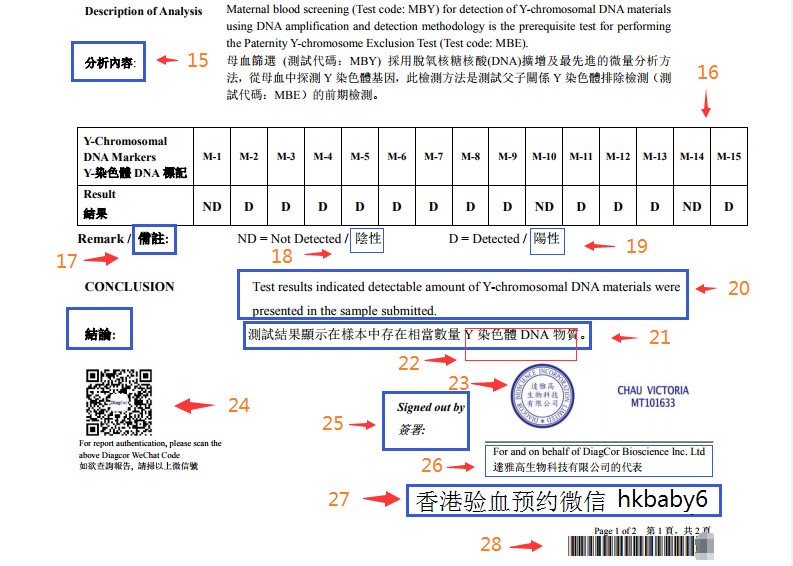 Description of Analysis
Maternal blood screening (Test code: MBY) for detection of Y-chromosomal DNA materials
using DNA amplification and detection methodology is the prerequisite test for performing
the Paternity Y-chromosome Exclusion Test (Test code: MBE).
分析內容: 15
母血篩選 (測試代碼：MBY) 採用脫氧核糖核酸(DNA)擴增及最先進的微量分析方
法，從母血中探測 Y 染色體基因，此檢測方法是測試父子關係 Y 染色體排除檢測（測
試代碼：MBE）的前期檢測。
16
Y-Chromosomal
DNA Markers
Y-染色體 DNA 標記
M-1 M-2 M-3 M-4 M-5 M-6 M-7 M-8 M-9 M-10 M-11 M-12 M-13 M-14 M-15
Result
結果
ND D D D D D D D D ND D D D ND D
Remark / 備註: ND = Not Detected / 陰性 D = Detected / 陽性
17 18 19
CONCLUSION
Test results indicated detectable amount of Y-chromosomal DNA materials were
presented in the sample submitted.
20
結論:
測試結果顯示在樣本中存在相當數量 Y 染色體 DNA 物質。
21
22
23
DiagCor
24
For report authentication, please scan the
above Diagcor WeChat Code
如欲查詢報告, 請掃以上微信號
25
Signed out by
簽署:
DIAGCOR BIOSCIENCE INCORPORATION LIMITED
達雅高
生物科技
有限公司
CHAU VICTORIA
MT101633
26
For and on behalf of DiagCor Bioscience Inc. Ltd
達雅高生物科技有限公司的代表
27
香港验血预约微信 hkbaby6
Page 1 of 2 第 1 頁，共 2 頁
28